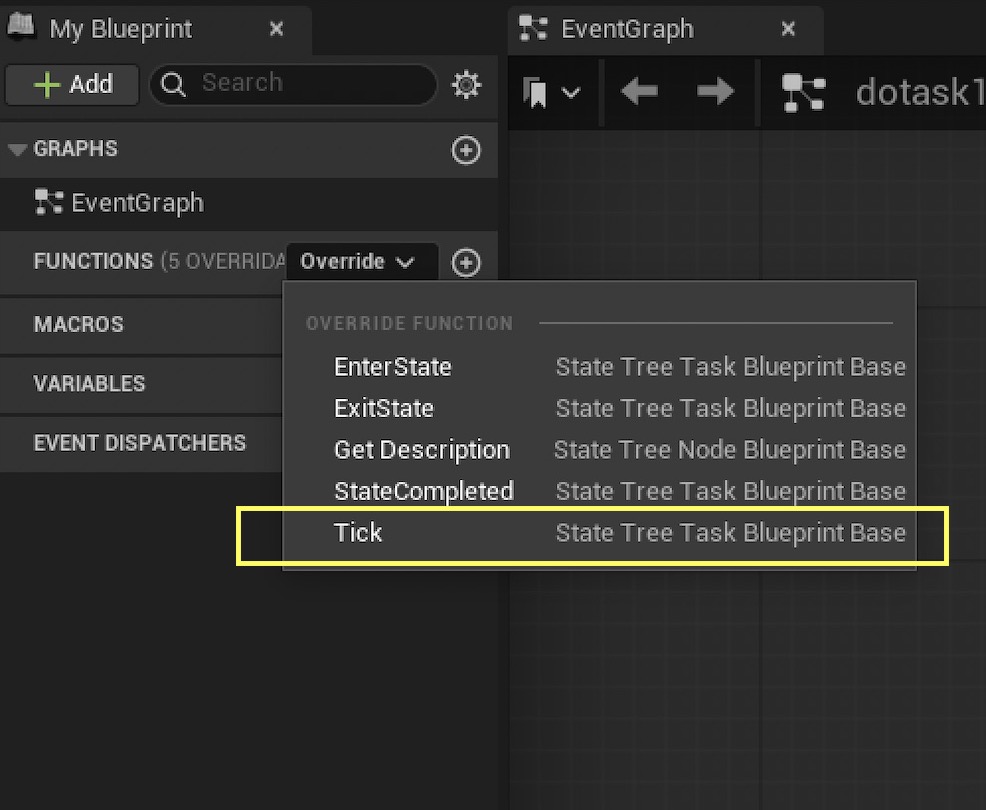 My Blueprint
EventGraph
Add
Search
dotask1
GRAPHS
EventGraph
FUNCTIONS (5 OVERRIDA
Override
OVERRIDE FUNCTION
MACROS
EnterState State Tree Task Blueprint Base
VARIABLES
ExitState State Tree Task Blueprint Base
EVENT DISPATCHERS
Get Description State Tree Node Blueprint Base
StateCompleted State Tree Task Blueprint Base
Tick State Tree Task Blueprint Base